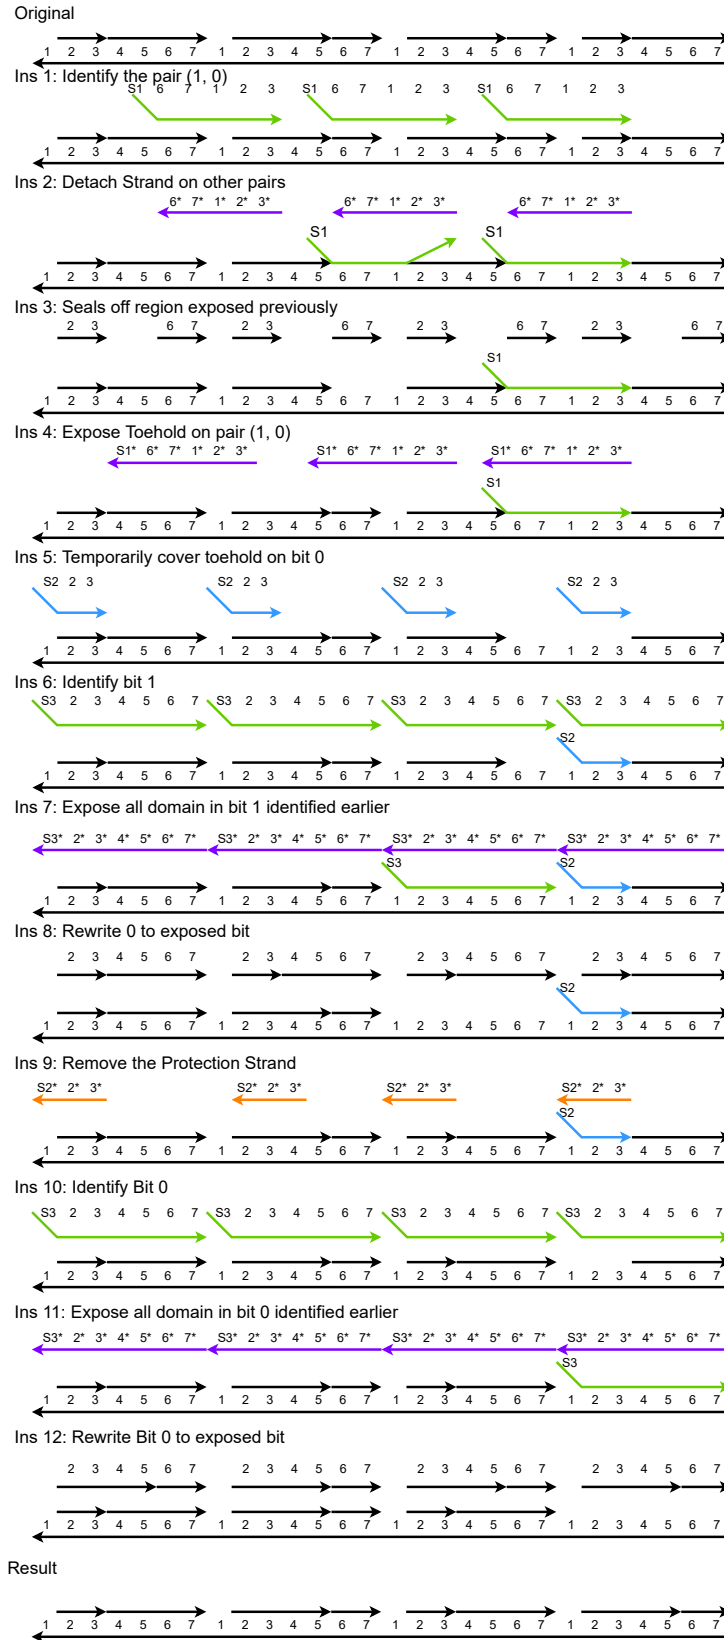 Original
1 2 3 4 5 6 7 1 2 3 4 5 6 7 1 2 3 4 5 6 7 1 2 3 4 5 6 7
Ins 1: Identify the pair (1, 0)
S1 6 7 1 2 3 S1 6 7 1 2 3 S1 6 7 1 2 3
1 2 3 4 5 6 7 1 2 3 4 5 6 7 1 2 3 4 5 6 7 1 2 3 4 5 6 7
Ins 2: Detach Strand on other pairs
6* 7* 1* 2* 3* 6* 7* 1* 2* 3* 6* 7* 1* 2* 3*
S1 S1
1 2 3 4 5 6 7 1 2 3 4 5 6 7 1 2 3 4 5 6 7 1 2 3 4 5 6 7
Ins 3: Seals off region exposed previously
2 3 6 7 2 3 6 7 2 3 6 7 2 3 6 7
S1
1 2 3 4 5 6 7 1 2 3 4 5 6 7 1 2 3 4 5 6 7 1 2 3 4 5 6 7
Ins 4: Expose Toehold on pair (1, 0)
S1* 6* 7* 1* 2* 3* S1* 6* 7* 1* 2* 3* S1* 6* 7* 1* 2* 3*
S1
1 2 3 4 5 6 7 1 2 3 4 5 6 7 1 2 3 4 5 6 7 1 2 3 4 5 6 7
Ins 5: Temporarily cover toehold on bit 0
S2 2 3 S2 2 3 S2 2 3 S2 2 3
1 2 3 4 5 6 7 1 2 3 4 5 6 7 1 2 3 4 5 6 7 1 2 3 4 5 6 7
Ins 6: Identify bit 1
S3 2 3 4 5 6 7 S3 2 3 4 5 6 7 S3 2 3 4 5 6 7 S3 2 3 4 5 6 7
S2
1 2 3 4 5 6 7 1 2 3 4 5 6 7 1 2 3 4 5 6 7 1 2 3 4 5 6 7
Ins 7: Expose all domain in bit 1 identified earlier
S3* 2* 3* 4* 5* 6* 7* S3* 2* 3* 4* 5* 6* 7* S3* 2* 3* 4* 5* 6* 7* S3* 2* 3* 4* 5* 6* 7*
S3 S2
1 2 3 4 5 6 7 1 2 3 4 5 6 7 1 2 3 4 5 6 7 1 2 3 4 5 6 7
Ins 8: Rewrite 0 to exposed bit
2 3 4 5 6 7 2 3 4 5 6 7 2 3 4 5 6 7 2 3 4 5 6 7
S2
1 2 3 4 5 6 7 1 2 3 4 5 6 7 1 2 3 4 5 6 7 1 2 3 4 5 6 7
Ins 9: Remove the Protection Strand
S2* 2* 3* S2* 2* 3* S2* 2* 3* S2* 2* 3*
S2
1 2 3 4 5 6 7 1 2 3 4 5 6 7 1 2 3 4 5 6 7 1 2 3 4 5 6 7
Ins 10: Identify Bit 0
S3 2 3 4 5 6 7 S3 2 3 4 5 6 7 S3 2 3 4 5 6 7 S3 2 3 4 5 6 7
1 2 3 4 5 6 7 1 2 3 4 5 6 7 1 2 3 4 5 6 7 1 2 3 4 5 6 7
Ins 11: Expose all domain in bit 0 identified earlier
S3* 2* 3* 4* 5* 6* 7* S3* 2* 3* 4* 5* 6* 7* S3* 2* 3* 4* 5* 6* 7* S3* 2* 3* 4* 5* 6* 7*
S3
1 2 3 4 5 6 7 1 2 3 4 5 6 7 1 2 3 4 5 6 7 1 2 3 4 5 6 7
Ins 12: Rewrite Bit 0 to exposed bit
2 3 4 5 6 7 2 3 4 5 6 7 2 3 4 5 6 7 2 3 4 5 6 7
1 2 3 4 5 6 7 1 2 3 4 5 6 7 1 2 3 4 5 6 7 1 2 3 4 5 6 7
Result
1 2 3 4 5 6 7 1 2 3 4 5 6 7 1 2 3 4 5 6 7 1 2 3 4 5 6 7